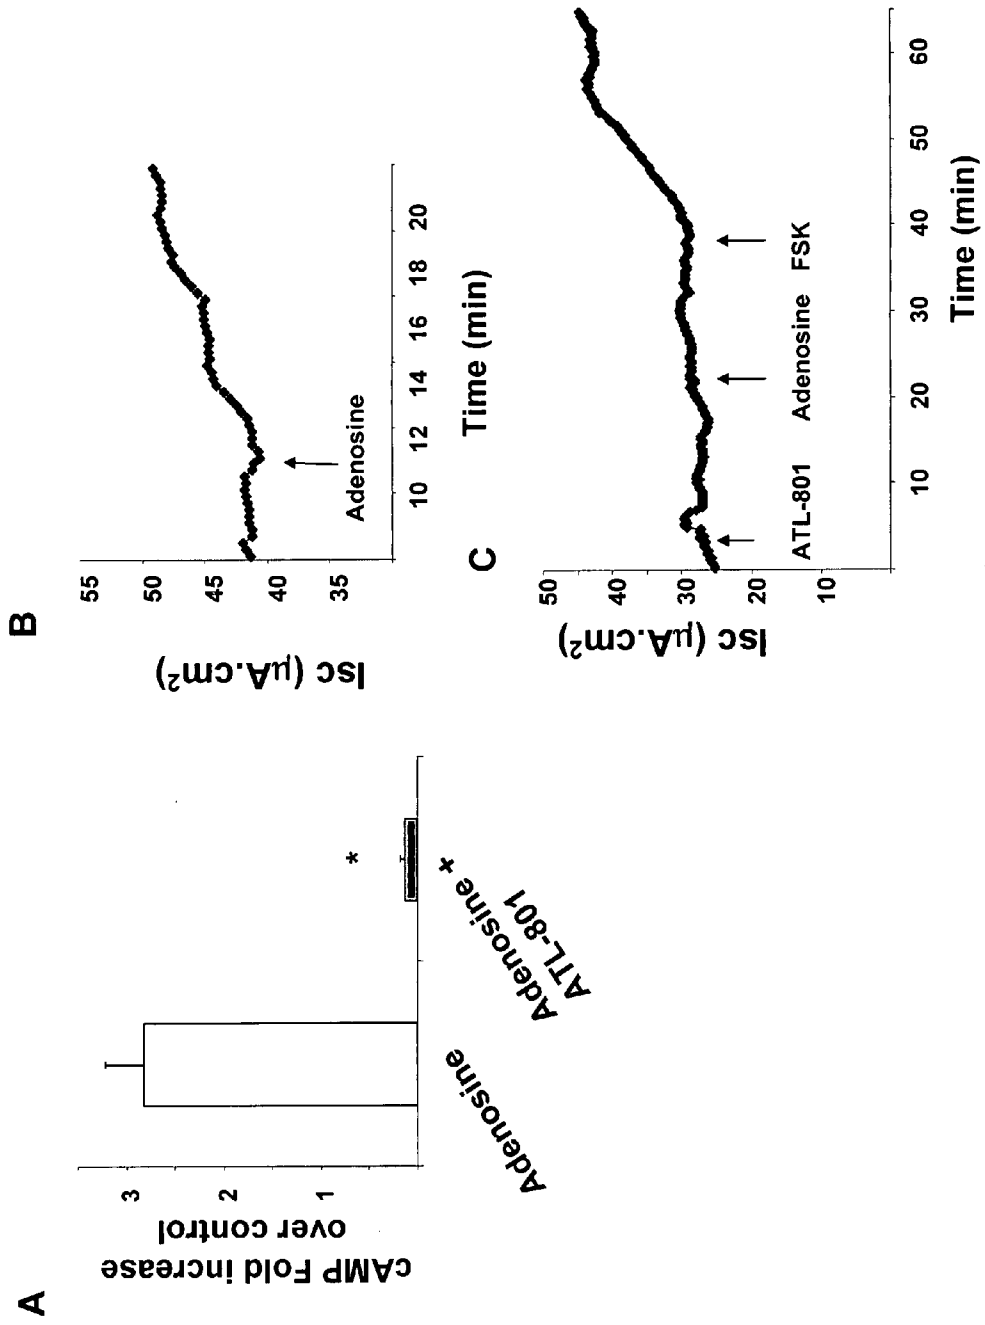 A
cAMP Fold increase
over control
3
2
1
Adenosine
Adenosine +
ATL-801
*
B
Isc (µA.cm²)
55
50
45
40
35
Adenosine
10
12
14
16
18
20
Time (min)
C
Isc (µA.cm²)
50
40
30
20
10
ATL-801
Adenosine
FSK
10
20
30
40
50
60
Time (min)